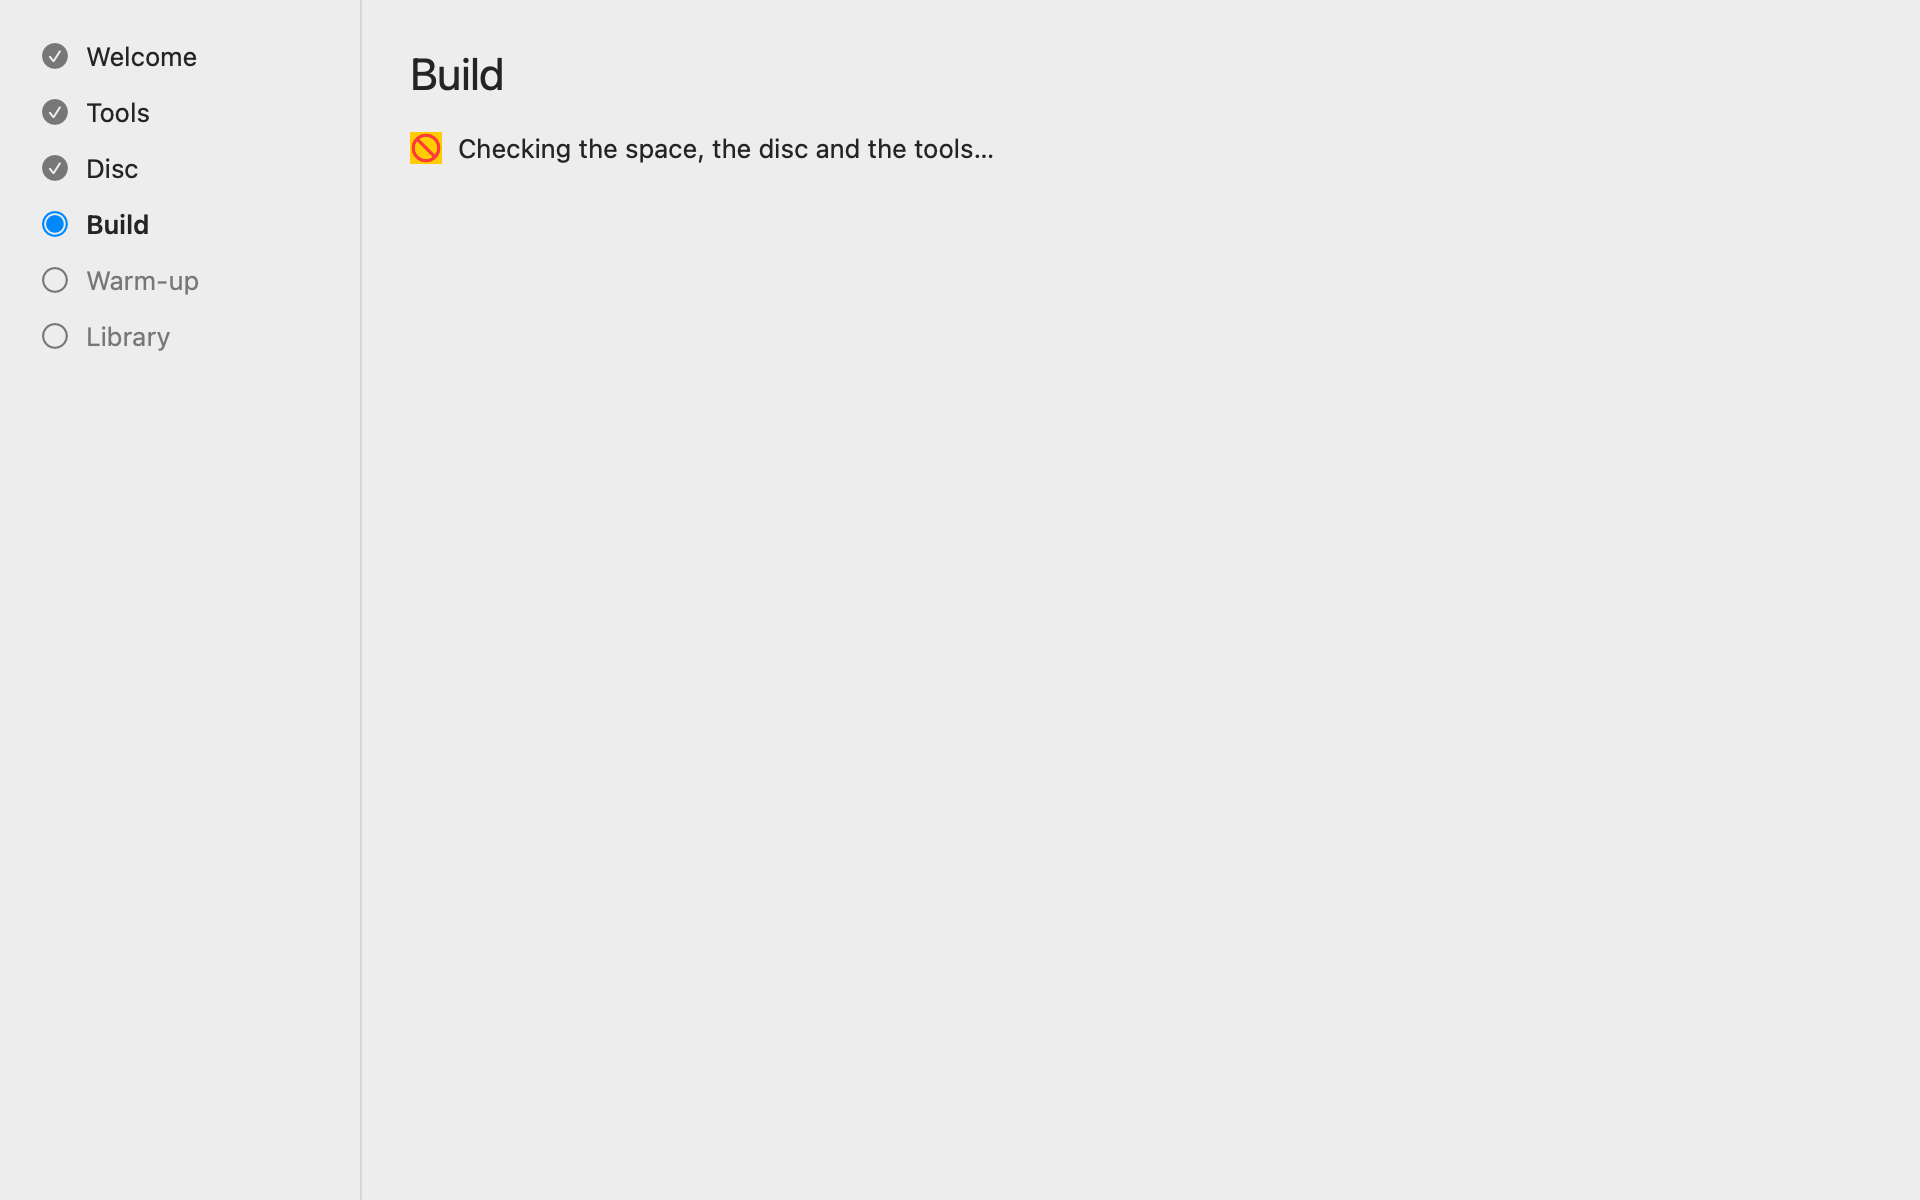 Welcome
Tools
Disc
Build
Warm-up
Library
Build
Checking the space, the disc and the tools...